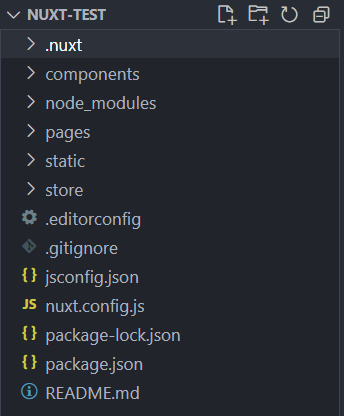 NUXT-TEST
.nuxt
components
node_modules
pages
static
store
.editorconfig
.gitignore
{} jsconfig.json
JS nuxt.config.js
{} package-lock.json
{} package.json
README.md